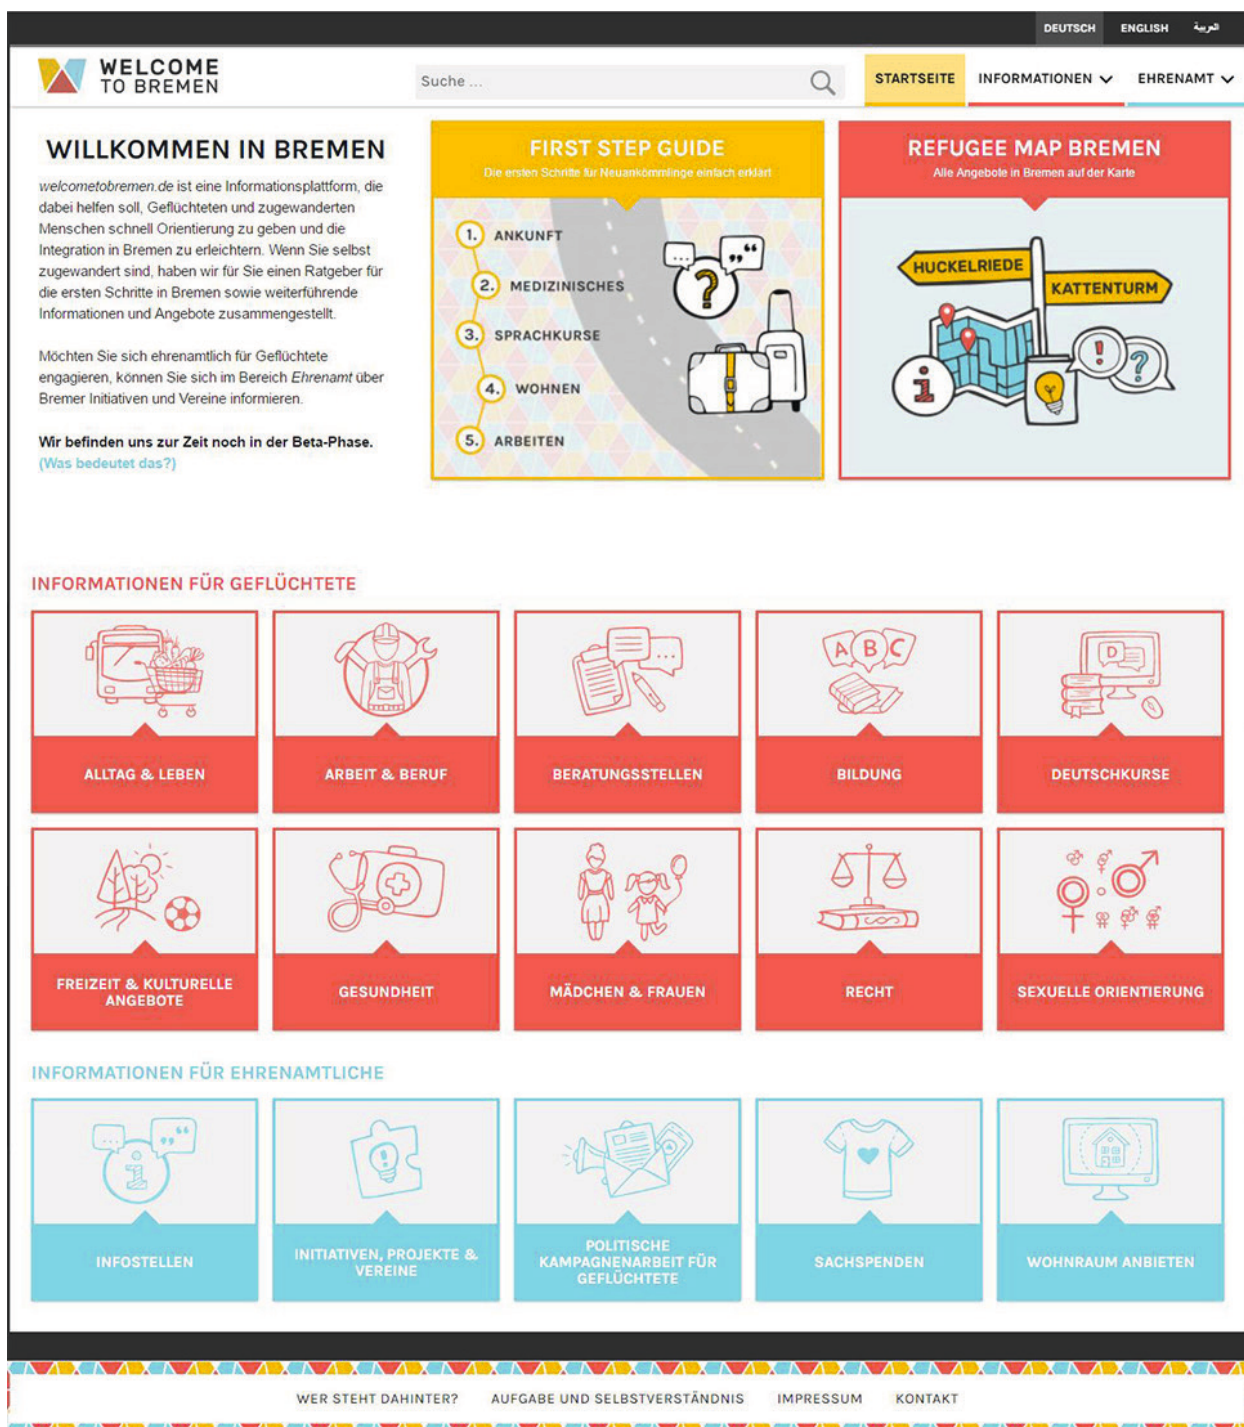 DEUTSCH ENGLISH العربية
WELCOME
TO BREMEN
Suche ...
STARTSEITE INFORMATIONEN EHRENAMT
WILLKOMMEN IN BREMEN
welcometobremen.de ist eine Informationsplattform, die
dabei helfen soll, Geflüchteten und zugewanderten
Menschen schnell Orientierung zu geben und die
Integration in Bremen zu erleichtern. Wenn Sie selbst
zugewandert sind, haben wir für Sie einen Ratgeber für
die ersten Schritte in Bremen sowie weiterführende
Informationen und Angebote zusammengestellt.
Möchten Sie sich ehrenamtlich für Geflüchtete
engagieren, können Sie sich im Bereich Ehrenamt über
Bremer Initiativen und Vereine informieren.
Wir befinden uns zur Zeit noch in der Beta-Phase.
(Was bedeutet das?)
FIRST STEP GUIDE
Die ersten Schritte für Neuankömmlinge einfach erklärt
1. ANKUNFT
2. MEDIZINISCHES
3. SPRACHKURSE
4. WOHNEN
5. ARBEITEN
?
REFUGEE MAP BREMEN
Alle Angebote in Bremen auf der Karte
HUCKELRIEDE
KATTENTURM
i
!
?
INFORMATIONEN FÜR GEFLÜCHTETE
ALLTAG & LEBEN
ARBEIT & BERUF
BERATUNGSSTELLEN
A B C
BILDUNG
D
DEUTSCHKURSE
FREIZEIT & KULTURELLE
ANGEBOTE
GESUNDHEIT
MÄDCHEN & FRAUEN
RECHT
SEXUELLE ORIENTIERUNG
INFORMATIONEN FÜR EHRENAMTLICHE
i
INFOSTELLEN
!
INITIATIVEN, PROJEKTE &
VEREINE
POLITISCHE
KAMPAGNENARBEIT FÜR
GEFLÜCHTETE
SACHSPENDEN
WOHNRAUM ANBIETEN
WER STEHT DAHINTER? AUFGABE UND SELBSTVERSTÄNDNIS IMPRESSUM KONTAKT